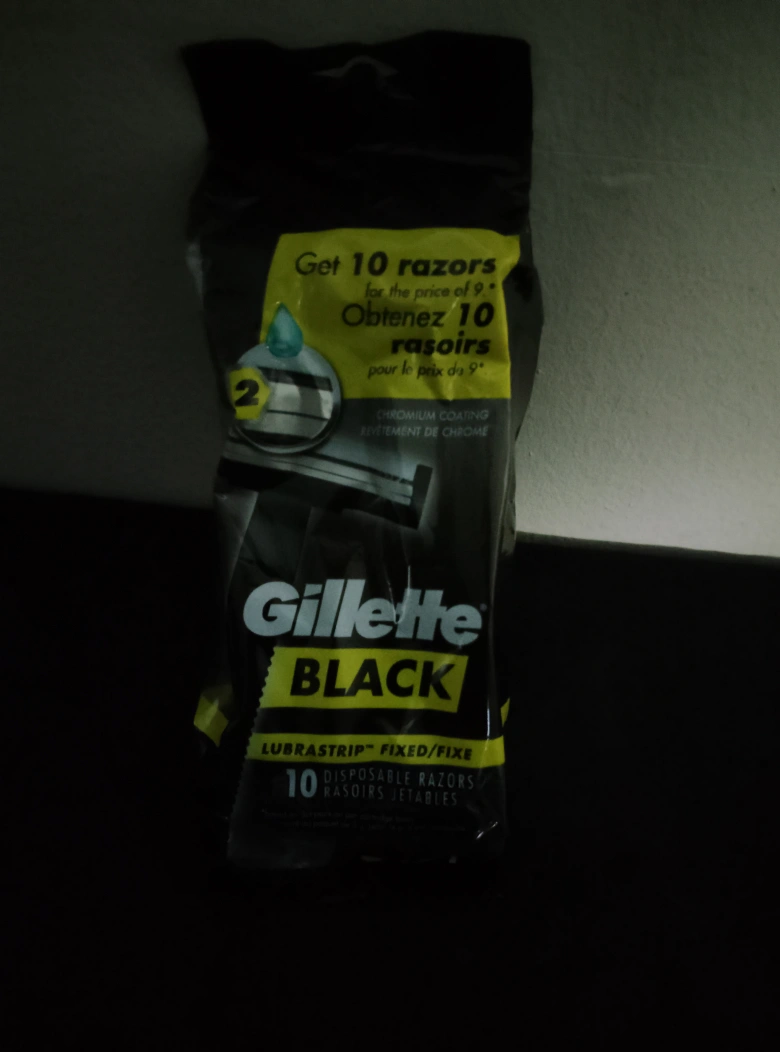 Get 10 razors
for the price of 9.*
Obtenez 10
rasoirs
pour le prix de 9*
2
CHROMIUM COATING
REVÊTEMENT DE CHROME
Gillette®
BLACK
LUBRASTRIP™ FIXED/FIXE
10 DISPOSABLE RAZORS
RASOIRS JETABLES